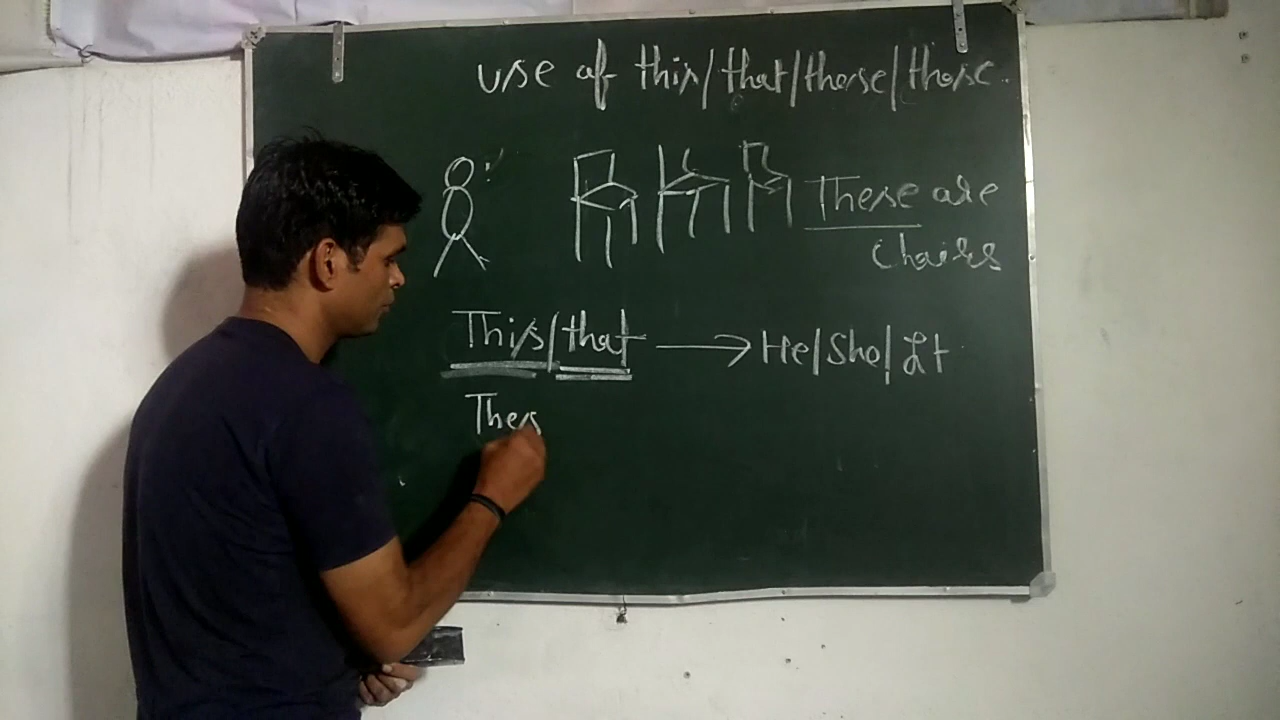 use of this/that/these/those.
These are
Chairs
This/that → He/She/It
Thes